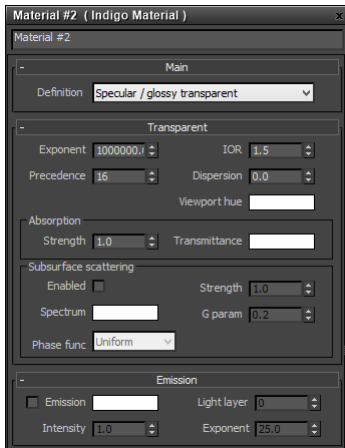 Material #2 ( Indigo Material ) x
Material #2
- Main
Definition Specular / glossy transparent
- Transparent
Exponent 1000000.0 IOR 1.5
Precedence 16 Dispersion 0.0
Viewport hue
Absorption
Strength 1.0 Transmittance
Subsurface scattering
Enabled Strength 1.0
Spectrum G param 0.2
Phase func Uniform
- Emission
Emission Light layer 0
Intensity 1.0 Exponent 25.0